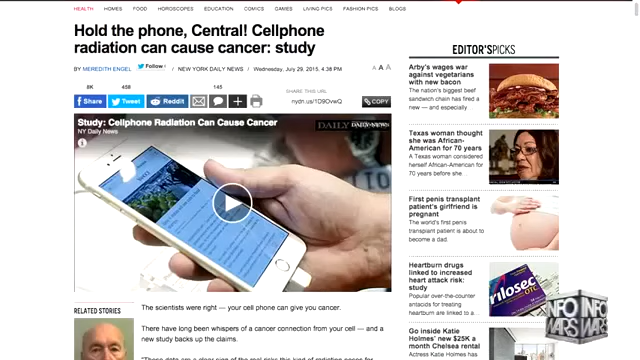 HEALTH HOMES FOOD HOROSCOPES EDUCATION COMICS GAMES LIVING PICS FASHION PICS BLOGS
Hold the phone, Central! Cellphone
radiation can cause cancer: study
BY MEREDITH ENGEL Follow / NEW YORK DAILY NEWS / Wednesday, July 29, 2015, 4:38 PM A A A
8K 458 145
SHARE THIS URL
Share Tweet Reddit + nydn.us/1D9OvwQ COPY
Study: Cellphone Radiation Can Cause Cancer
NY Daily News
DAILY NEWS
RELATED STORIES
The scientists were right — your cell phone can give you cancer.
There have long been whispers of a cancer connection from your cell — and a
new study backs up the claims.
EDITOR'S PICKS
Arby's wages war
against vegetarians
with new bacon
The nation's biggest beef
sandwich chain has fired a
new — and especially
Texas woman thought
she was African-
American for 70 years
A Texas woman considered
herself African-American for
70 years before she
First penis transplant
patient's girlfriend is
pregnant
The world's first penis
transplant patient is about to
become a dad.
Heartburn drugs
linked to increased
heart attack risk:
study
Popular over-the-counter
antacids for treating
heartburn are linked to a
Go inside Katie
Holmes' new $25K a
month Chelsea rental
Actress Katie Holmes has
rilosec
OTC
INFO INFO
WARS WARS